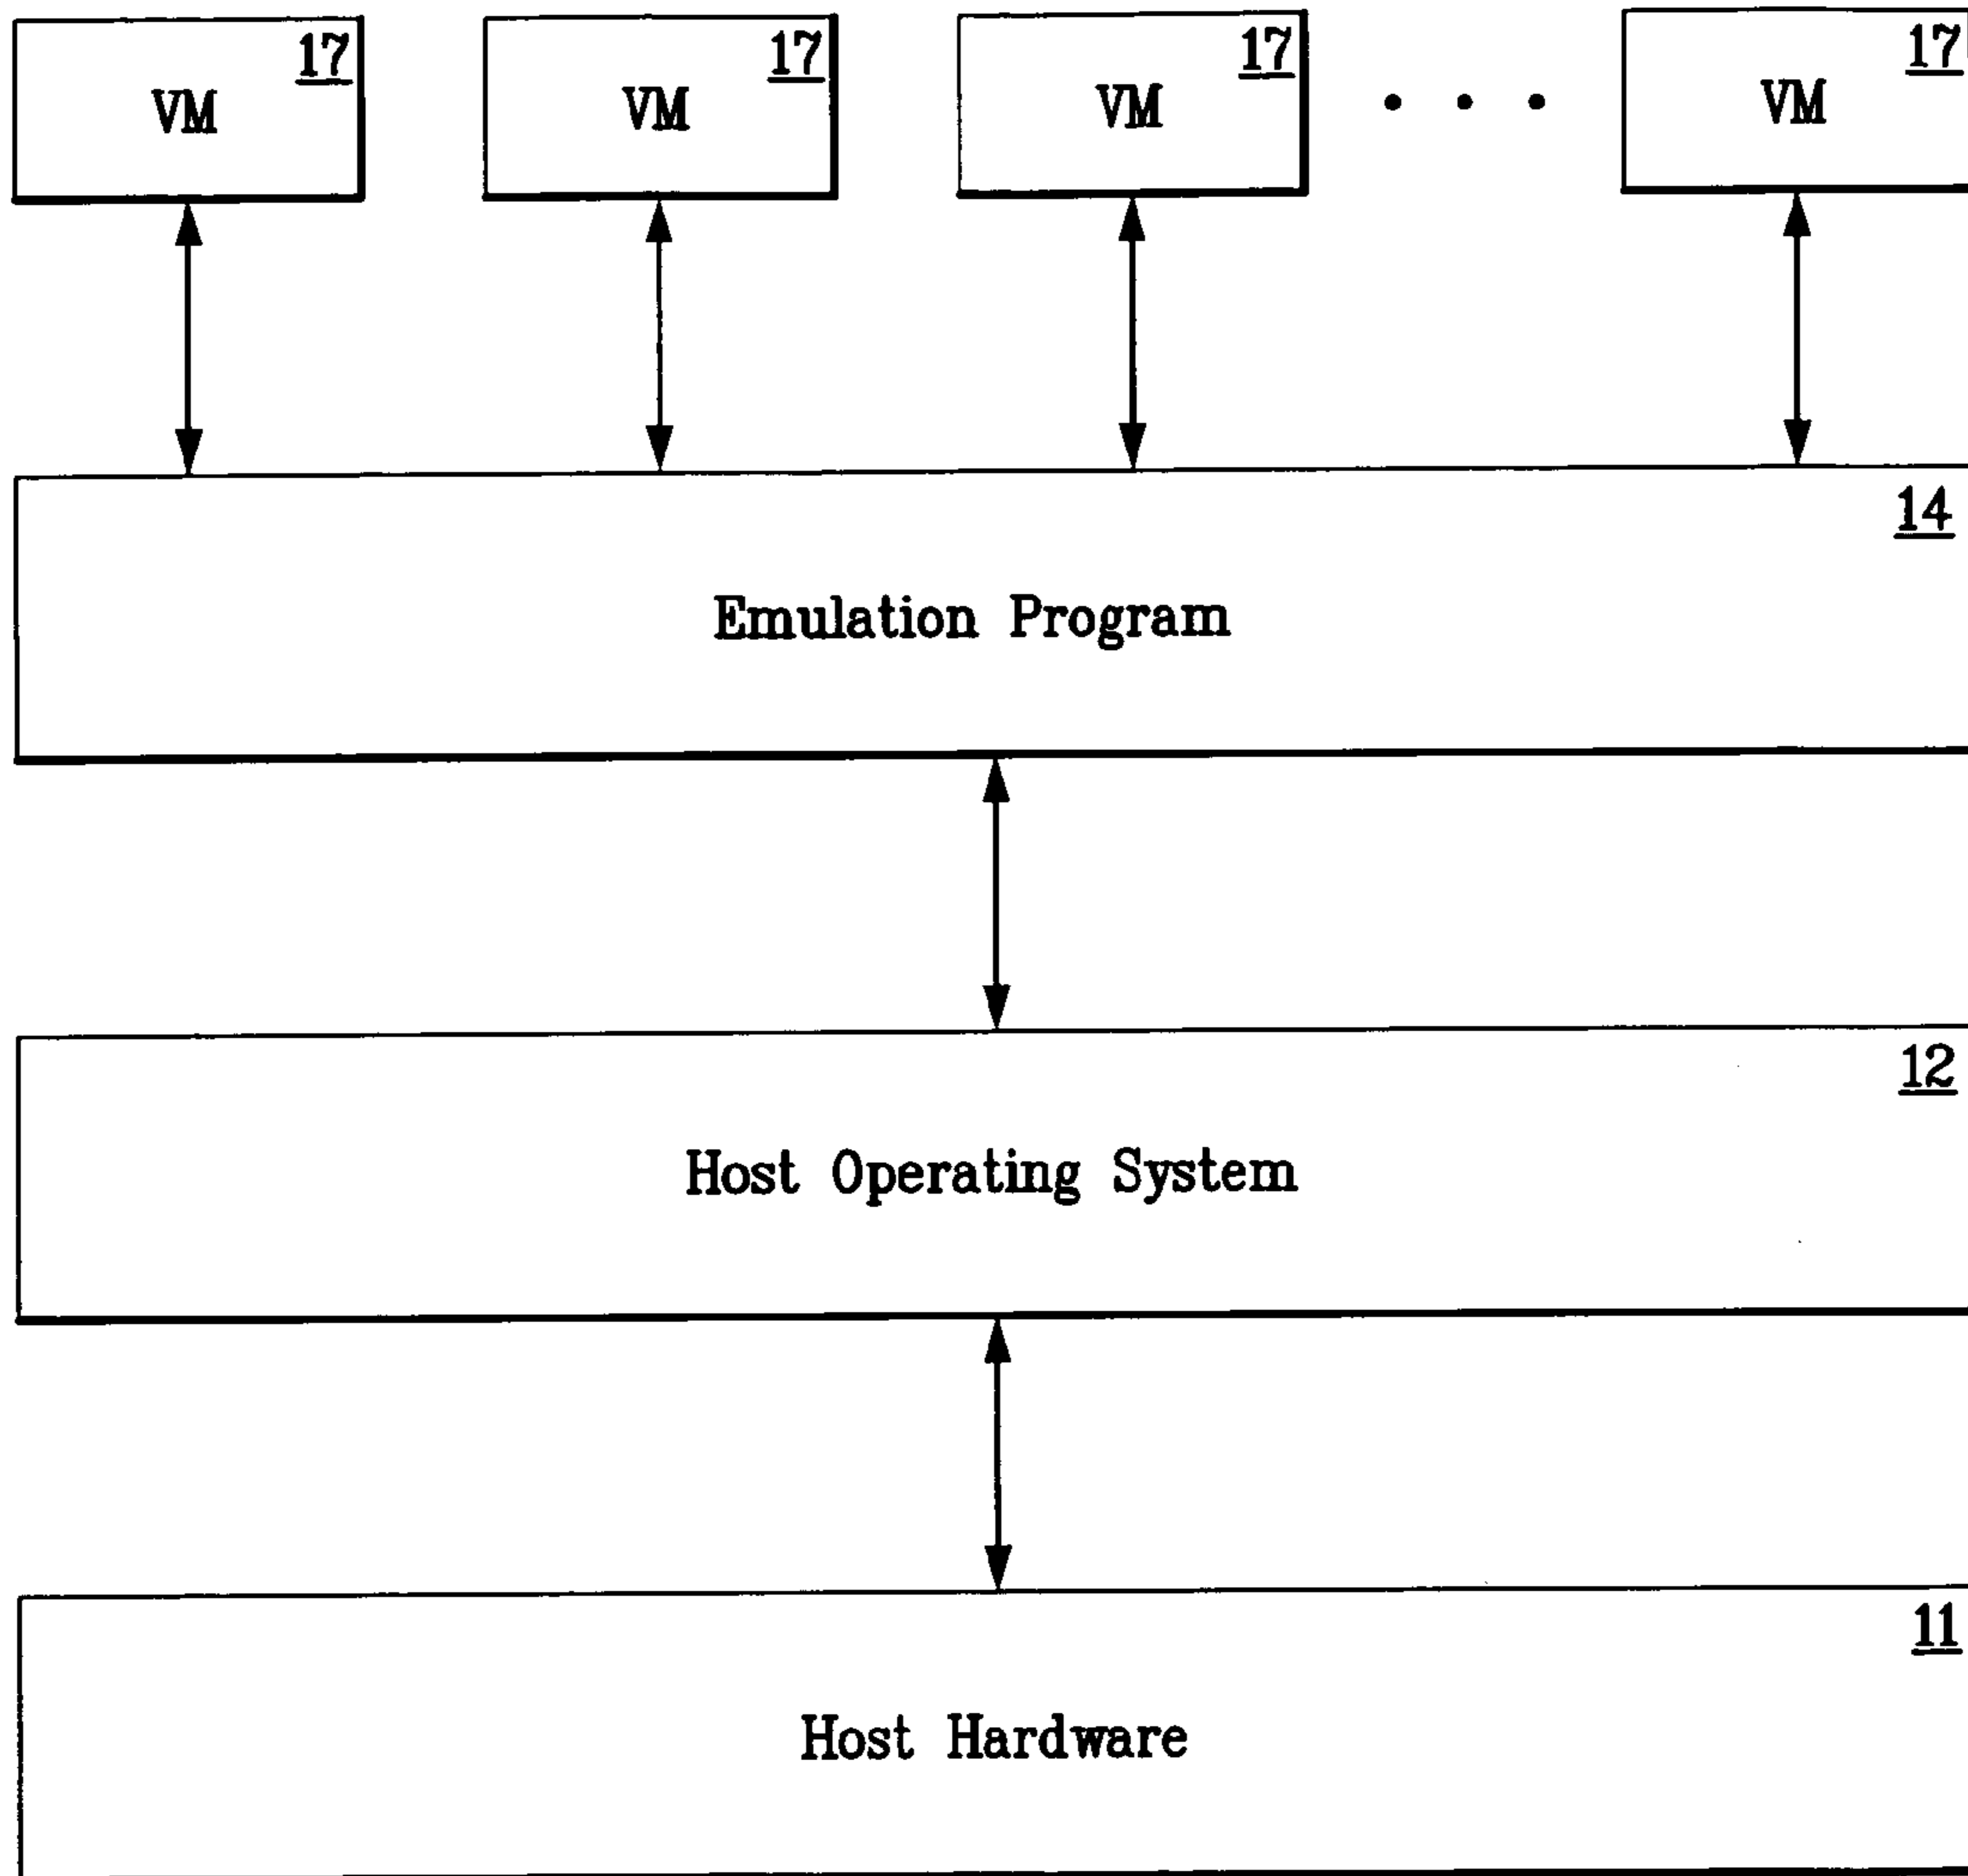 17 17 17 17
VM VM VM • • • VM
14
Emulation Program
12
Host Operating System
11
Host Hardware